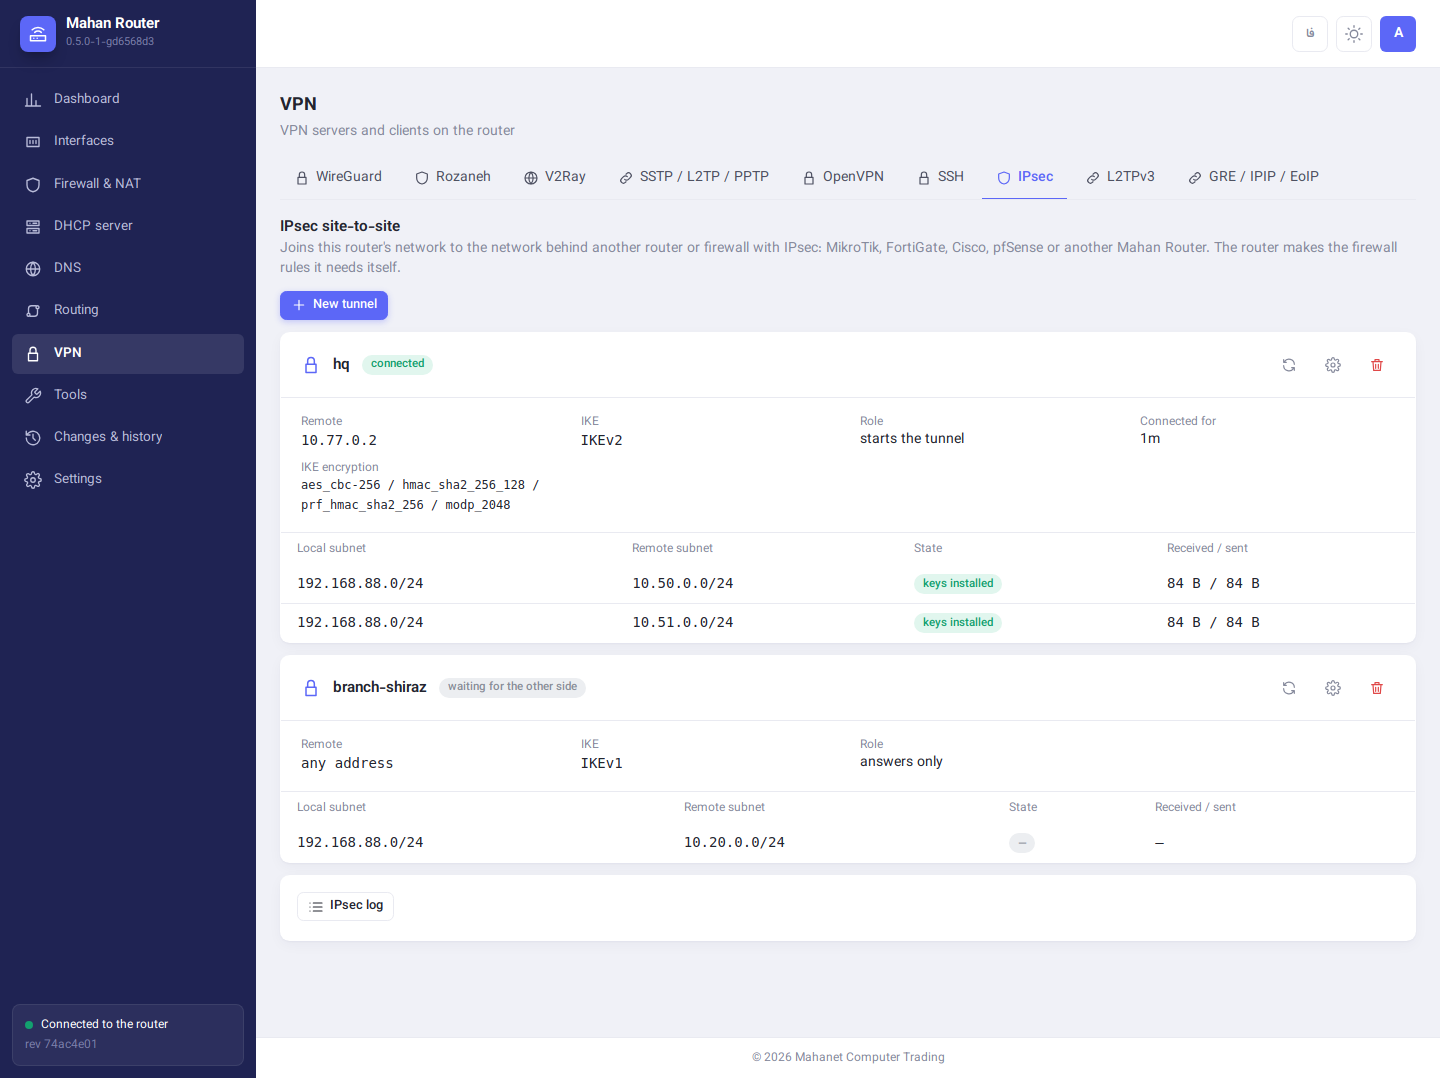 Mahan Router
0.5.0-1-gd6568d3
فا
A
Dashboard
Interfaces
Firewall & NAT
DHCP server
DNS
Routing
VPN
Tools
Changes & history
Settings
Connected to the router
rev 74ac4e01
VPN
VPN servers and clients on the router
WireGuard Rozaneh V2Ray SSTP / L2TP / PPTP OpenVPN SSH IPsec L2TPv3 GRE / IPIP / EoIP
IPsec site-to-site
Joins this router's network to the network behind another router or firewall with IPsec: MikroTik, FortiGate, Cisco, pfSense or another Mahan Router. The router makes the firewall
rules it needs itself.
New tunnel
hq connected
Remote IKE Role Connected for
10.77.0.2 IKEv2 starts the tunnel 1m
IKE encryption
aes_cbc-256 / hmac_sha2_256_128 /
prf_hmac_sha2_256 / modp_2048
Local subnet Remote subnet State Received / sent
192.168.88.0/24 10.50.0.0/24 keys installed 84 B / 84 B
192.168.88.0/24 10.51.0.0/24 keys installed 84 B / 84 B
branch-shiraz waiting for the other side
Remote IKE Role
any address IKEv1 answers only
Local subnet Remote subnet State Received / sent
192.168.88.0/24 10.20.0.0/24 — —
IPsec log
© 2026 Mahanet Computer Trading